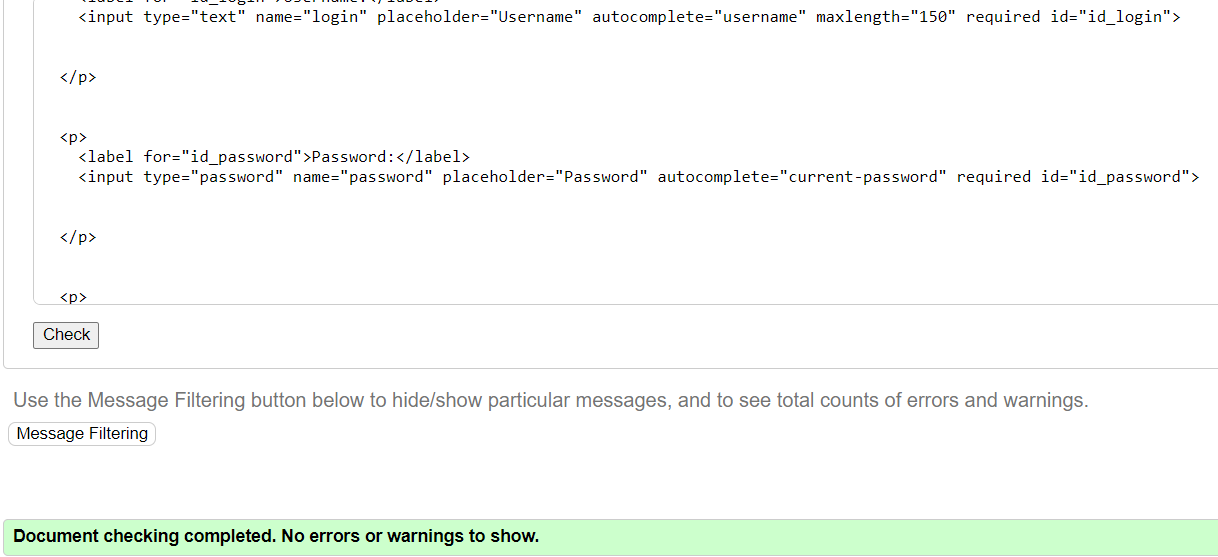 <input type="text" name="login" placeholder="Username" autocomplete="username" maxlength="150" required id="id_login">
</p>
<p>
<label for="id_password">Password:</label>
<input type="password" name="password" placeholder="Password" autocomplete="current-password" required id="id_password">
</p>
<p>
Check
Use the Message Filtering button below to hide/show particular messages, and to see total counts of errors and warnings.
Message Filtering
Document checking completed. No errors or warnings to show.